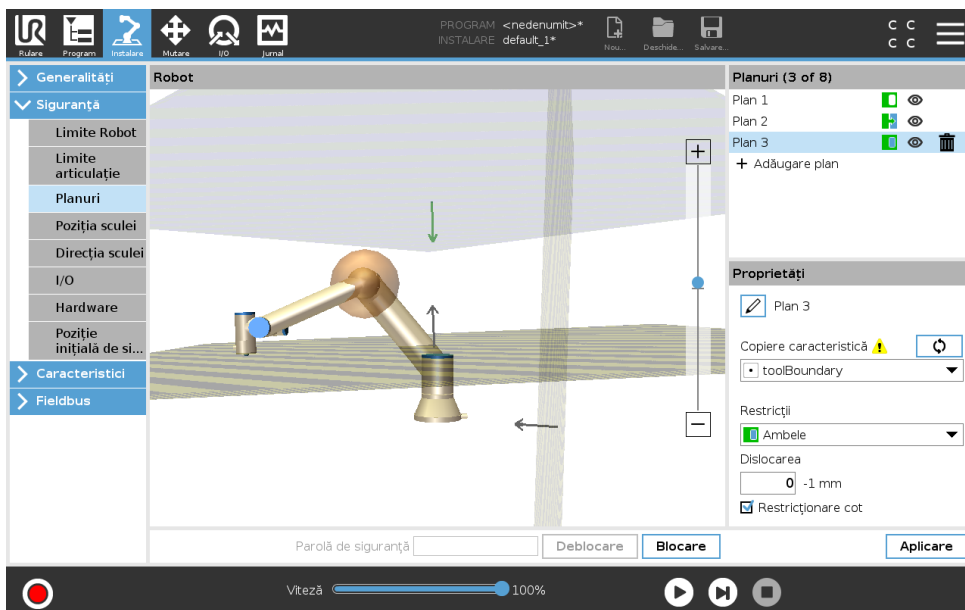 UR
PROGRAM <nedenumit>*
INSTALARE default_1*
Rulare
Program
Instalare
Mutare
I/O
Jurnal
Nou...
Deschide...
Salvare...
C C
C C
Generalități
Siguranță
Limite Robot
Limite
articulație
Planuri
Poziția sculei
Direcția sculei
I/O
Hardware
Poziție
inițială de si...
Caracteristici
Fieldbus
Robot
Planuri (3 of 8)
Plan 1
Plan 2
Plan 3
+ Adăugare plan
Proprietăți
Plan 3
Copiere caracteristică
toolBoundary
Restricții
Ambele
Dislocarea
0 -1 mm
Restricționare cot
Parolă de siguranță
Deblocare
Blocare
Aplicare
Viteză
100%